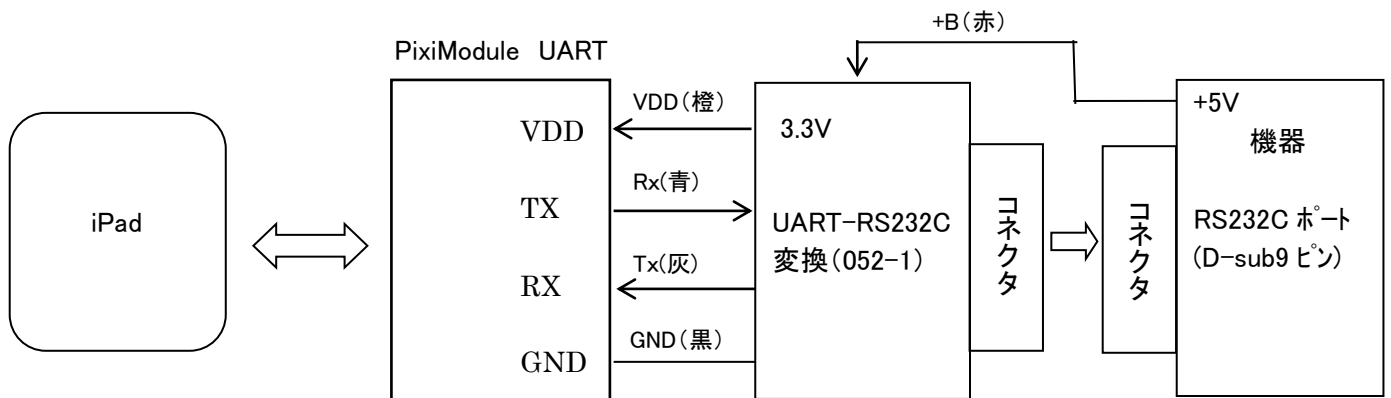 +B(赤)
PixiModule UART
iPad
VDD
TX
RX
GND
VDD(橙)
Rx(青)
Tx(灰)
GND(黒)
3.3V
UART-RS232C
変換(052-1)
コネクタ
コネクタ
+5V
機器
RS232C ポート
(D-sub9 ピン)